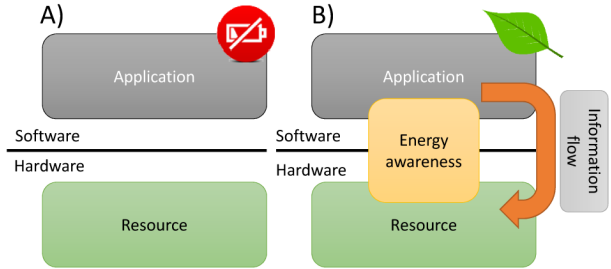 A)
Application
Software
Hardware
Resource
B)
Application
Software
Energy
awareness
Hardware
Resource
Information
flow